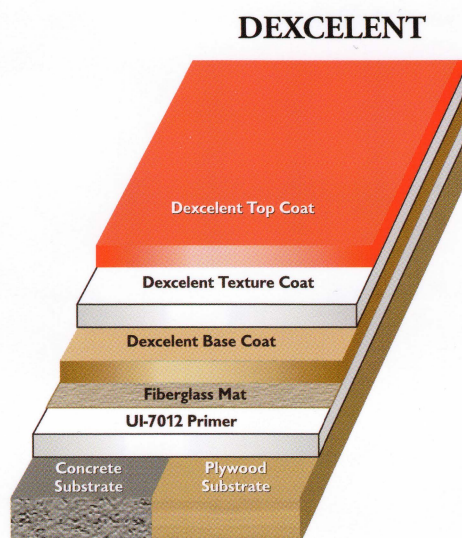 DEXCELENT
Dexcelent Top Coat
Dexcelent Texture Coat
Dexcelent Base Coat
Fiberglass Mat
UI-7012 Primer
Concrete
Substrate
Plywood
Substrate